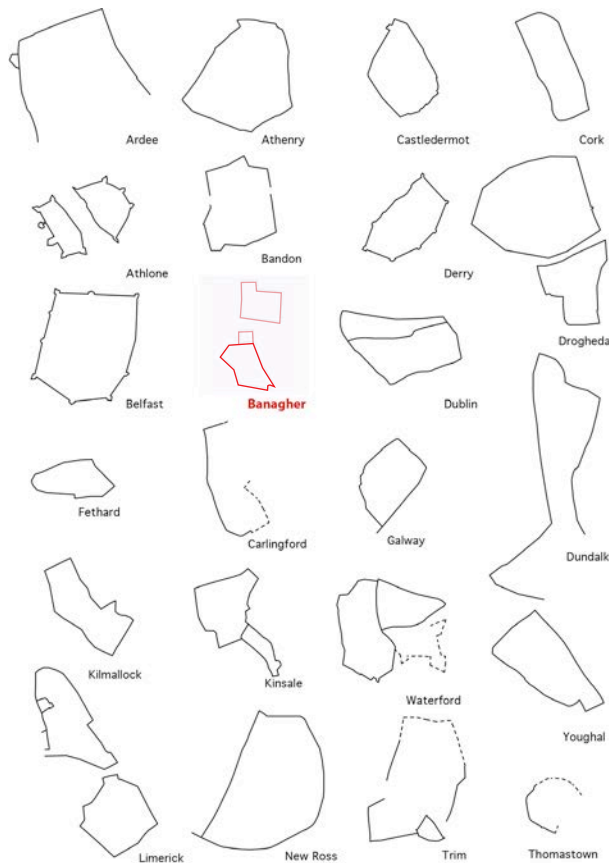 Ardee
Athenry
Castledermot
Cork
Athlone
Bandon
Derry
Drogheda
Belfast
Banagher
Dublin
Fethard
Carlingford
Galway
Dundalk
Kilmallock
Kinsale
Waterford
Youghal
Limerick
New Ross
Trim
Thomastown